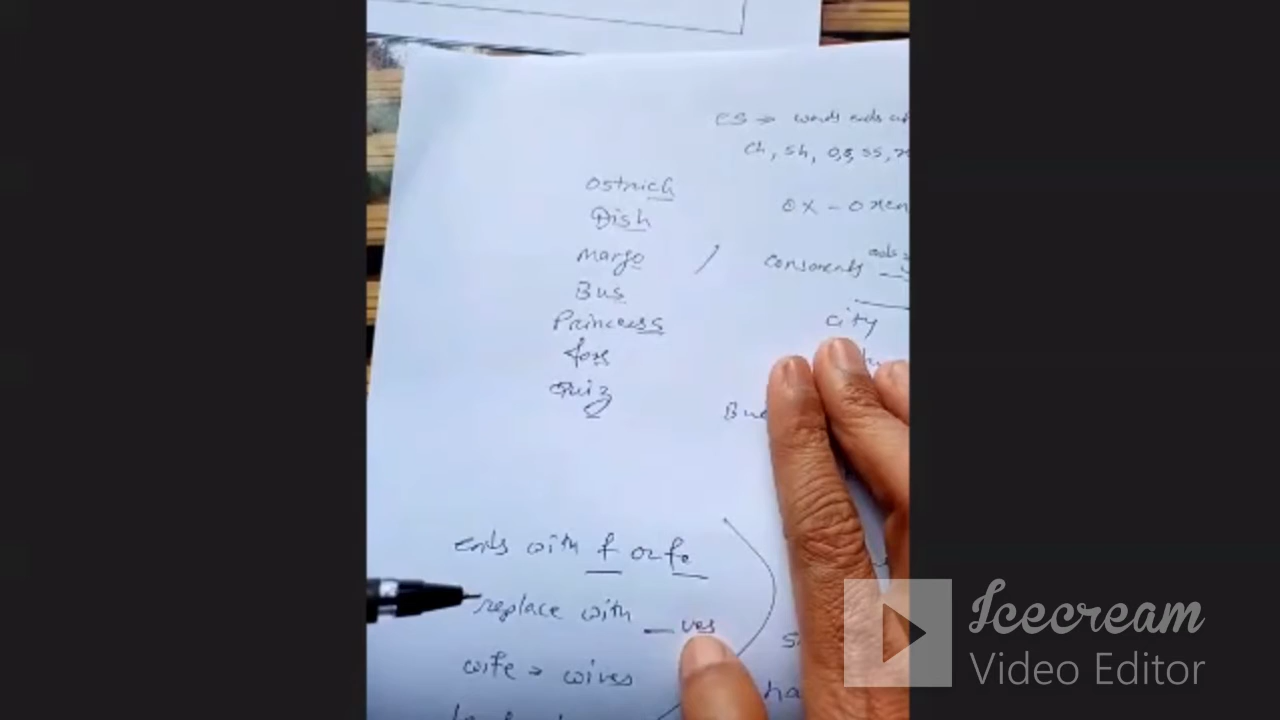 es → words ends
ch, sh, o, s, ss,
ostrich
Dish
Mango
Bus
Princess
fox
Quiz
ox - oxen
consonents
city
ends with f or fe
replace with _ ves
wife → wives
Icecream
Video Editor